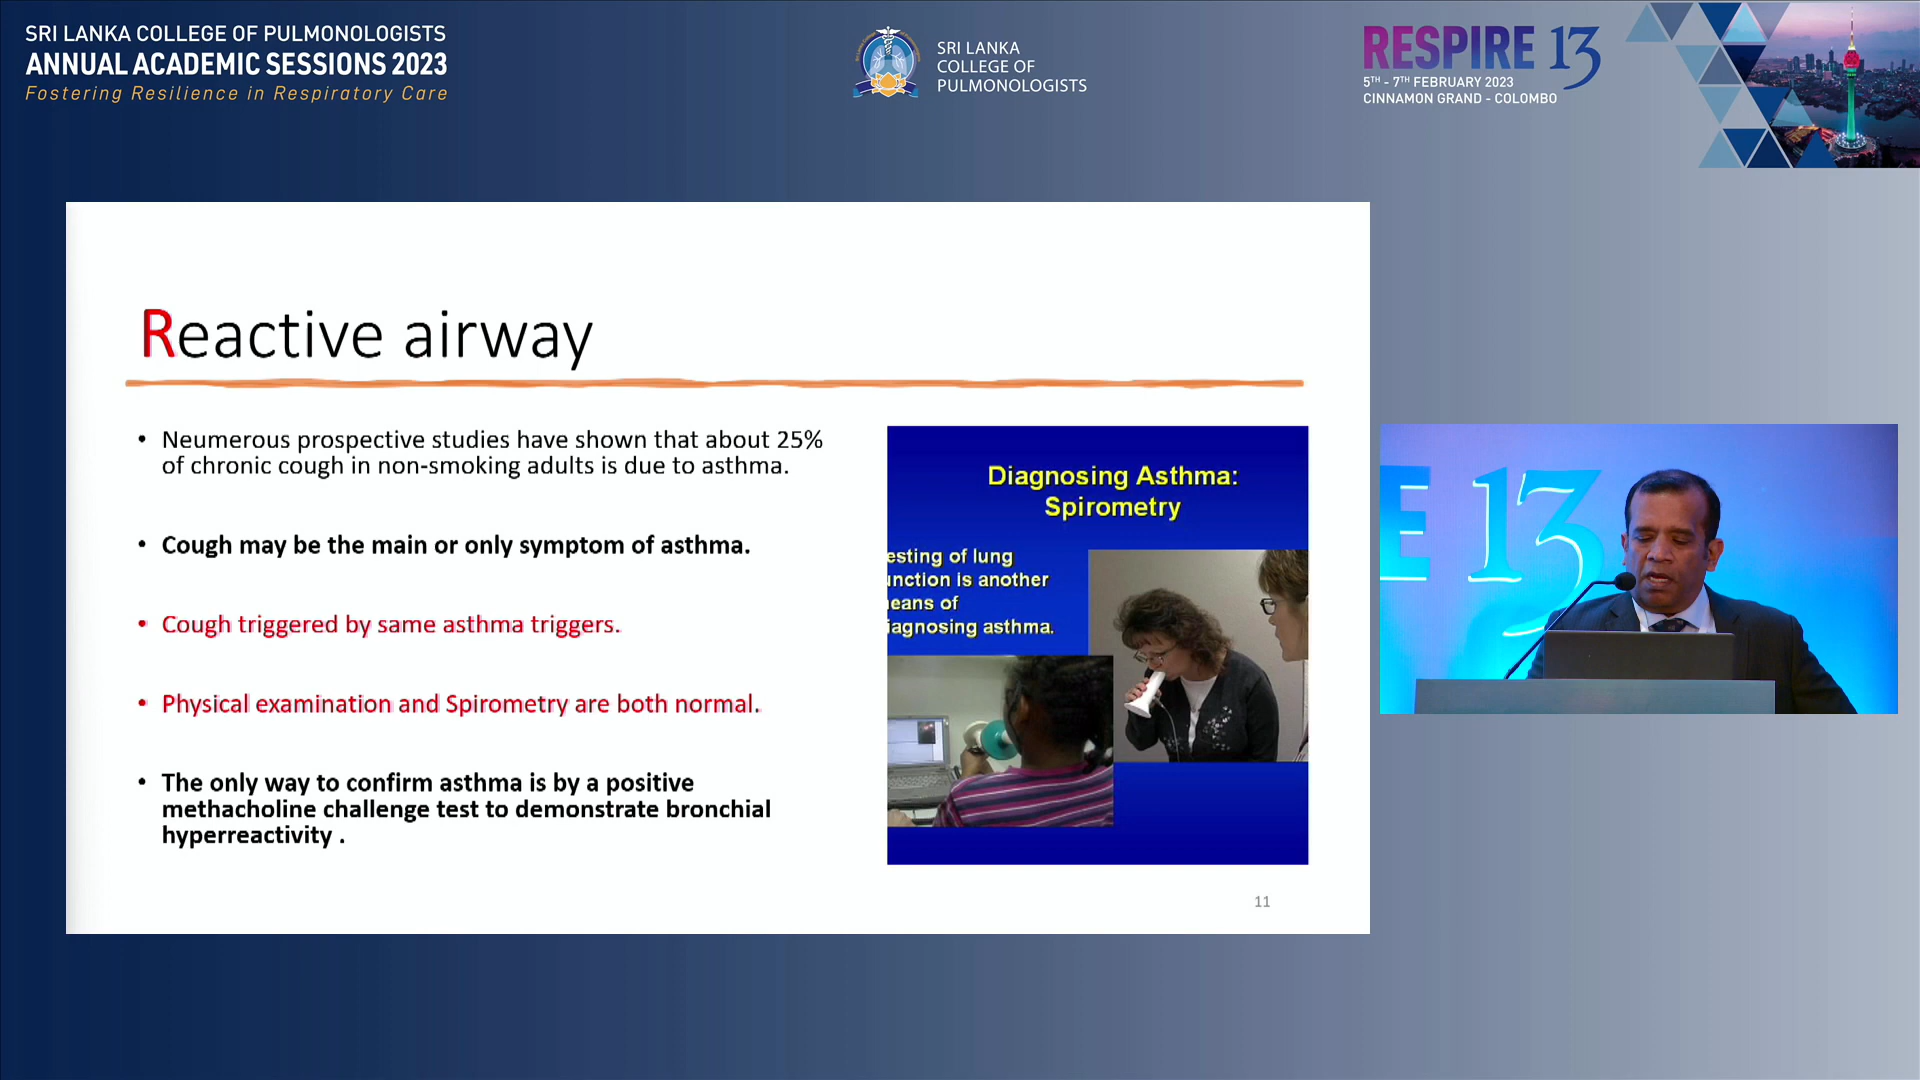 SRI LANKA COLLEGE OF PULMONOLOGISTS
ANNUAL ACADEMIC SESSIONS 2023
Fostering Resilience in Respiratory Care
SRI LANKA
COLLEGE OF
PULMONOLOGISTS
RESPIRE 13
5TH - 7TH FEBRUARY 2023
CINNAMON GRAND - COLOMBO
Reactive airway
• Neumerous prospective studies have shown that about 25%
of chronic cough in non-smoking adults is due to asthma.
• Cough may be the main or only symptom of asthma.
• Cough triggered by same asthma triggers.
• Physical examination and Spirometry are both normal.
• The only way to confirm asthma is by a positive
methacholine challenge test to demonstrate bronchial
hyperreactivity .
Diagnosing Asthma:
Spirometry
esting of lung
unction is another
eans of
iagnosing asthma.
11
E 13